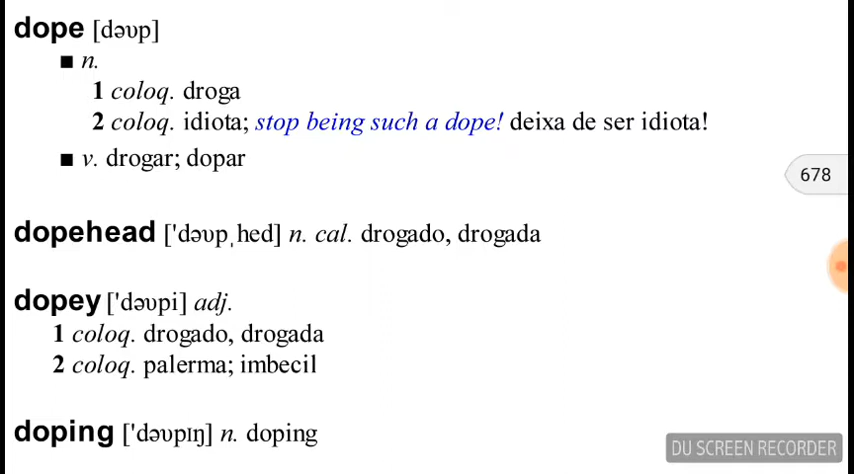 dope [dəʊp]
■ n.
1 coloq. droga
2 coloq. idiota; stop being such a dope! deixa de ser idiota!
■ v. drogar; dopar
678
dopehead ['dəʊpˌhed] n. cal. drogado, drogada
dopey ['dəʊpi] adj.
1 coloq. drogado, drogada
2 coloq. palerma; imbecil
doping ['dəʊpɪŋ] n. doping
DU SCREEN RECORDER